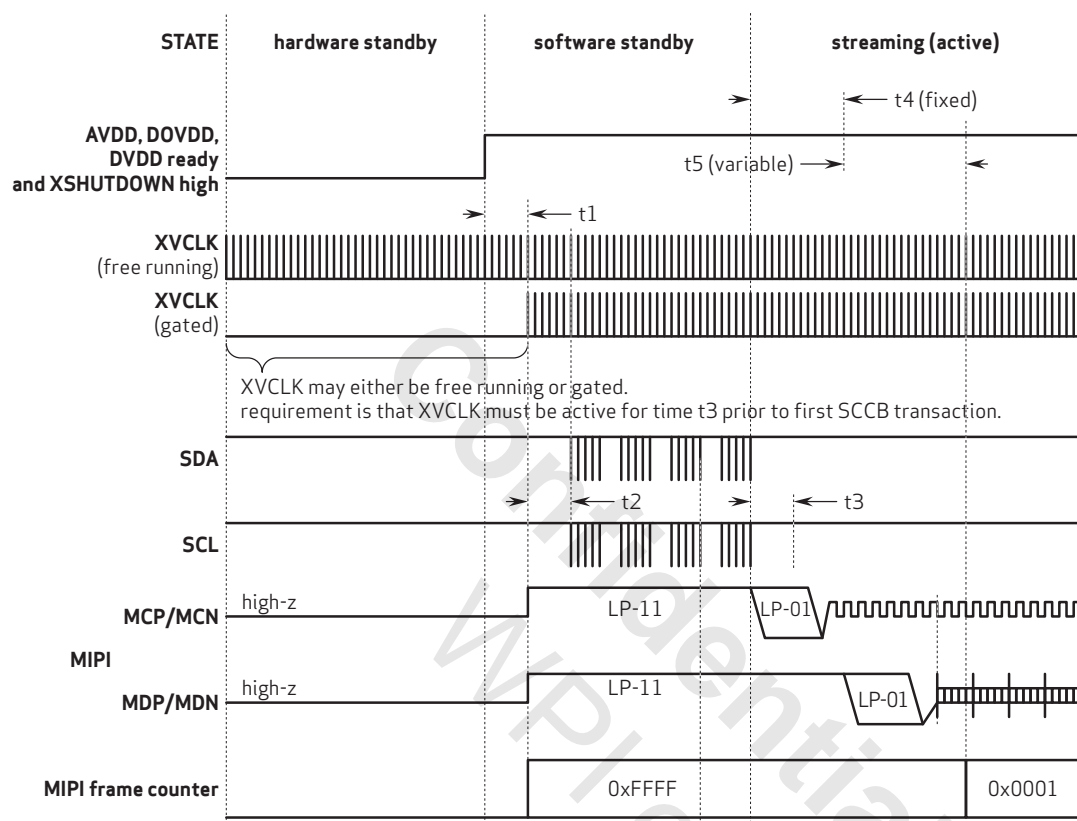 STATE hardware standby software standby streaming (active)
t4 (fixed)
AVDD, DOVDD,
DVDD ready
and XSHUTDOWN high
t5 (variable)
t1
XVCLK
(free running)
XVCLK
(gated)
XVCLK may either be free running or gated.
requirement is that XVCLK must be active for time t3 prior to first SCCB transaction.
SDA
t2 t3
SCL
MCP/MCN high-z LP-11 LP-01
MIPI
MDP/MDN high-z LP-11 LP-01
MIPI frame counter 0xFFFF 0x0001
Confidential